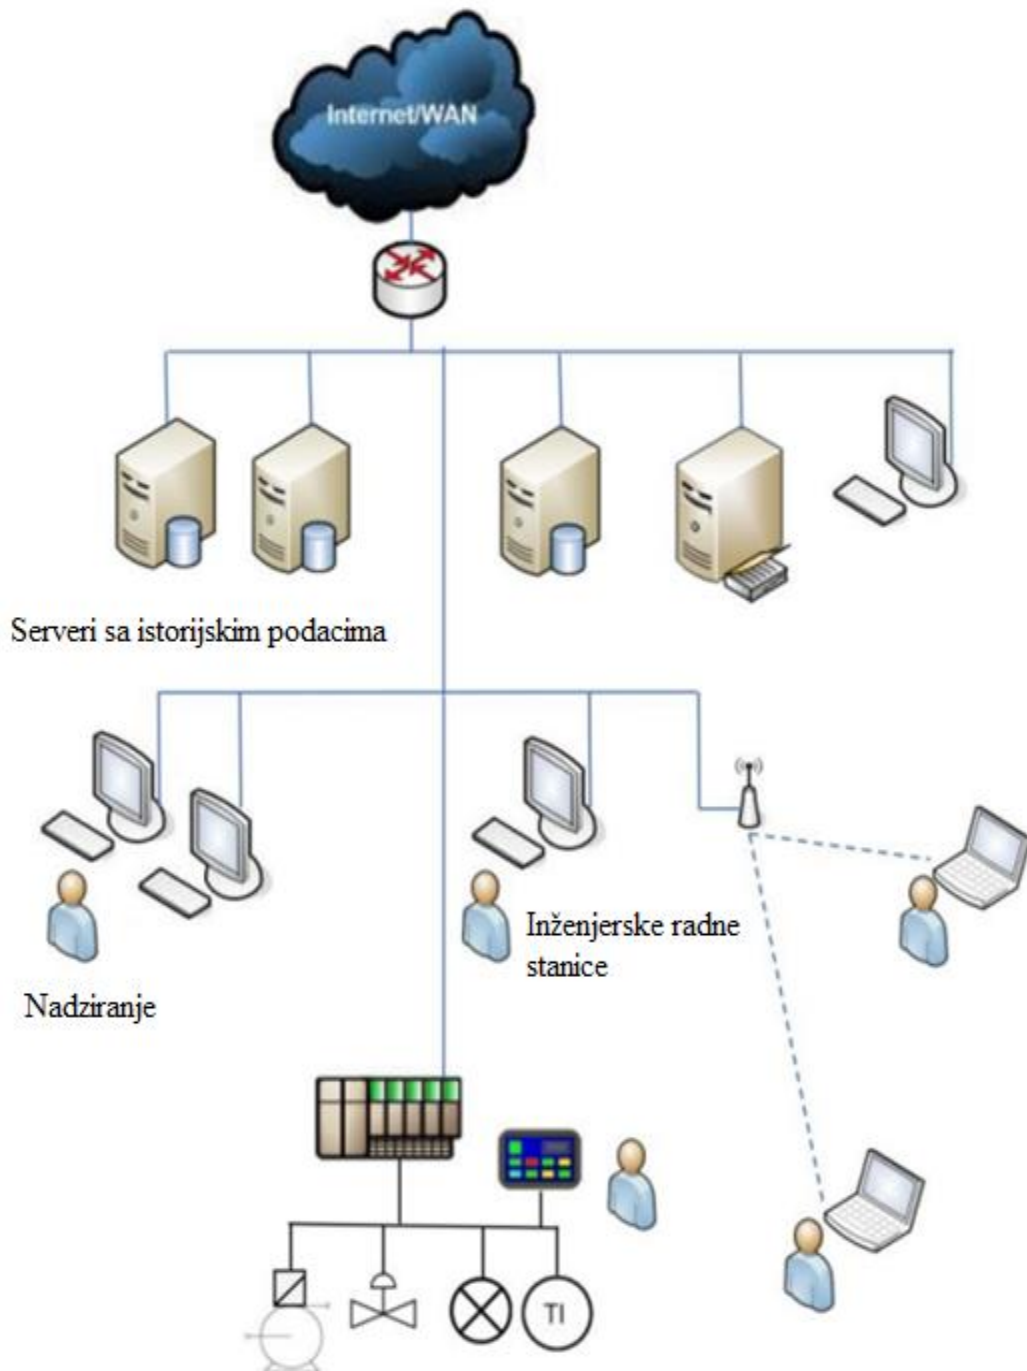 Internet/WAN
Serveri sa istorijskim podacima
Inženjerske radne
stanice
Nadziranje
TI